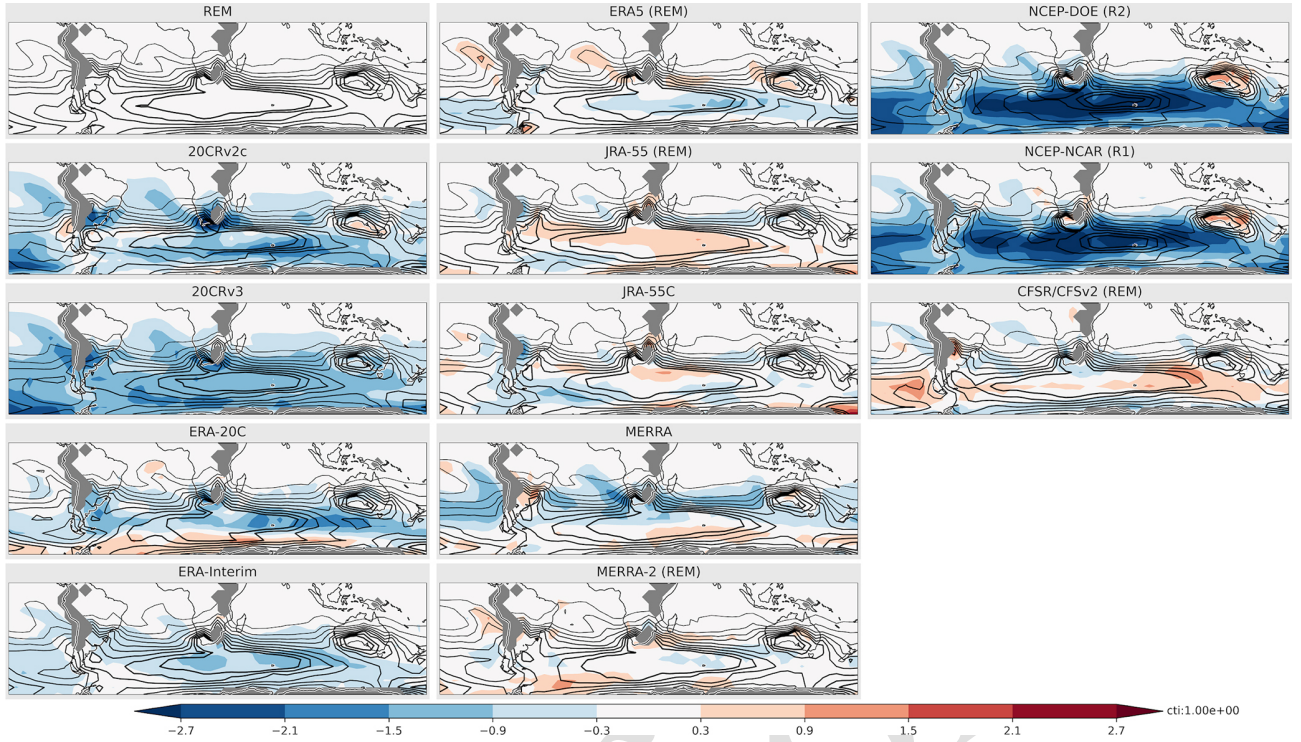 REM
ERA5 (REM)
NCEP-DOE (R2)
20CRv2c
JRA-55 (REM)
NCEP-NCAR (R1)
20CRv3
JRA-55C
CFSR/CFSv2 (REM)
ERA-20C
MERRA
ERA-Interim
MERRA-2 (REM)
−2.7 −2.1 −1.5 −0.9 −0.3 0.3 0.9 1.5 2.1 2.7
cti:1.00e+00